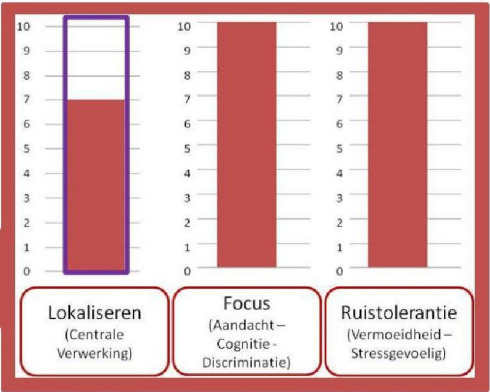 10 10 10
9 9 9
8 8 8
7 7 7
6 6 6
5 5 5
4 4 4
3 3 3
2 2 2
1 1 1
0 0 0
Lokaliseren
(Centrale
Verwerking)
Focus
(Aandacht –
Cognitie -
Discriminatie)
Ruistolerantie
(Vermoeidheid –
Stressgevoelig)